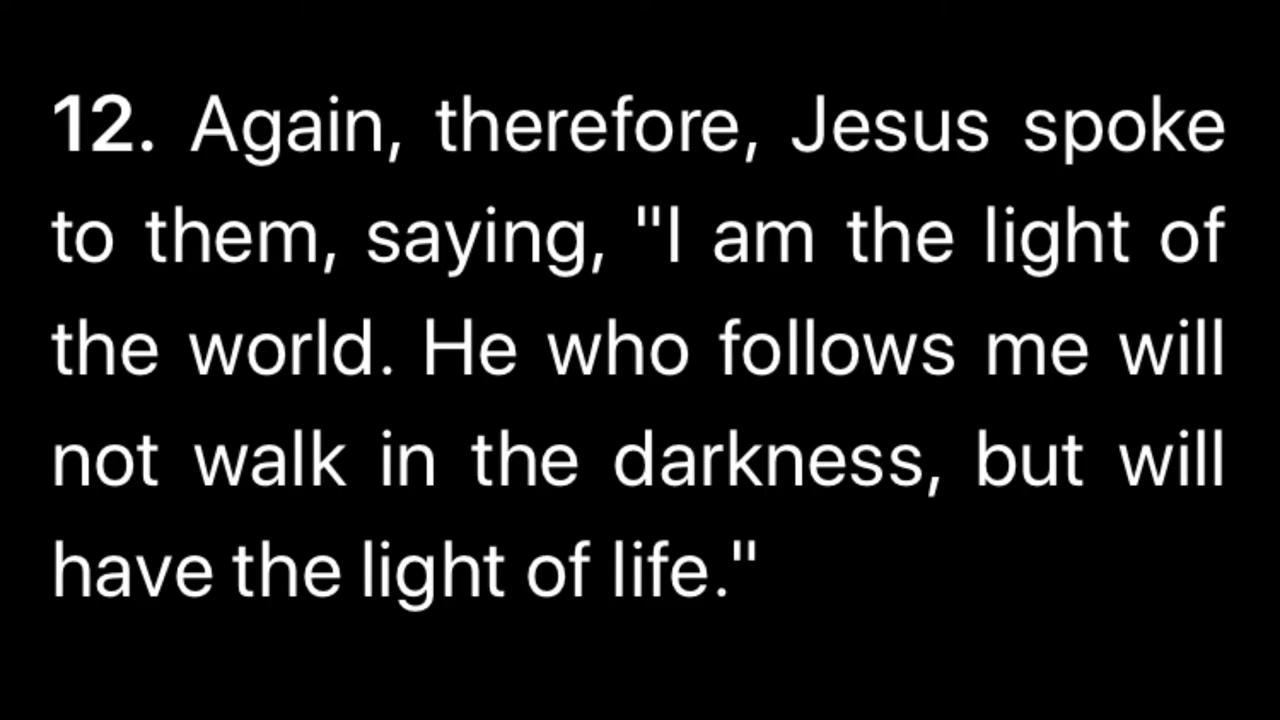 12. Again, therefore, Jesus spoke
to them, saying, "I am the light of
the world. He who follows me will
not walk in the darkness, but will
have the light of life."